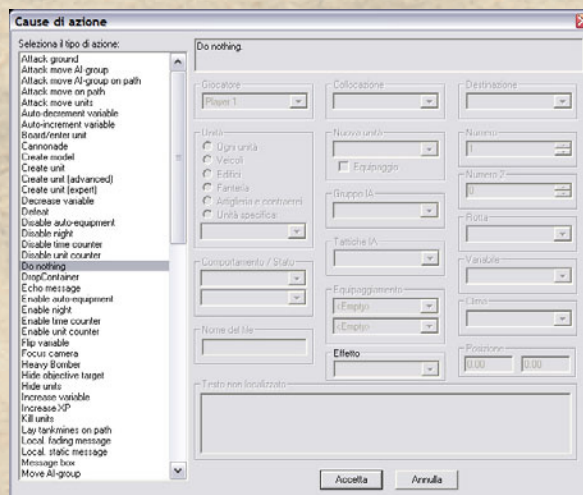 Cause di azione
Seleziona il tipo di azione:
Attack ground
Attack move AI-group
Attack move AI-group on path
Attack move on path
Attack move units
Auto-decrement variable
Auto-increment variable
Board/enter unit
Cannonade
Create model
Create unit
Create unit (advanced)
Create unit (expert)
Decrease variable
Defeat
Disable auto-equipment
Disable night
Disable time counter
Disable unit counter
Do nothing
DropContainer
Echo message
Enable auto-equipment
Enable night
Enable time counter
Enable unit counter
Flip variable
Focus camera
Heavy Bomber
Hide objective target
Hide units
Increase variable
Increase XP
Kill units
Lay tankmines on path
Local. fading message
Local. static message
Message box
Move AI-group
Do nothing.
Giocatore
Player 1
Collocazione
Destinazione
Unità
Ogni unità
Veicoli
Edifici
Fanteria
Artiglieria e contraerei
Unità specifica:
Nuova unità
Equipaggio
Numero
1
Numero 2
0
Gruppo IA
Rotta
Tattiche IA
Variabile
Comportamento / Stato
Equipaggiamento
<Empty>
<Empty>
Clima
Nome del file
Effetto
Posizione
0.00 0.00
Testo non localizzato
Accetta Annulla